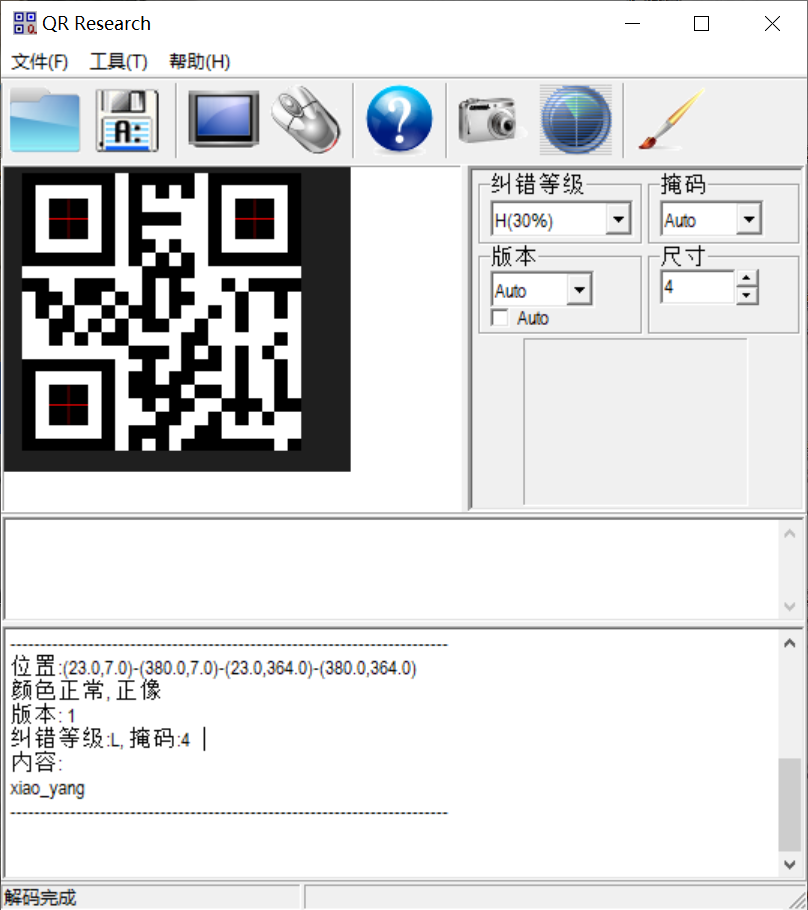 QR Research
文件(F) 工具(T) 帮助(H)
A:
纠错等级 掩码
H(30%) Auto
版本 尺寸
Auto 4
Auto
--------------------------------------------------------------------------------
位置:(23.0,7.0)-(380.0,7.0)-(23.0,364.0)-(380.0,364.0)
颜色正常, 正像
版本: 1
纠错等级:L, 掩码:4
内容:
xiao_yang
--------------------------------------------------------------------------------
解码完成